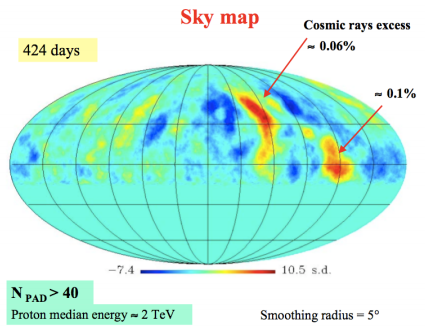 Sky map
Cosmic rays excess
≈ 0.06%
424 days
≈ 0.1%
−7.4 10.5 s.d.
N PAD > 40
Proton median energy ≈ 2 TeV
Smoothing radius = 5°